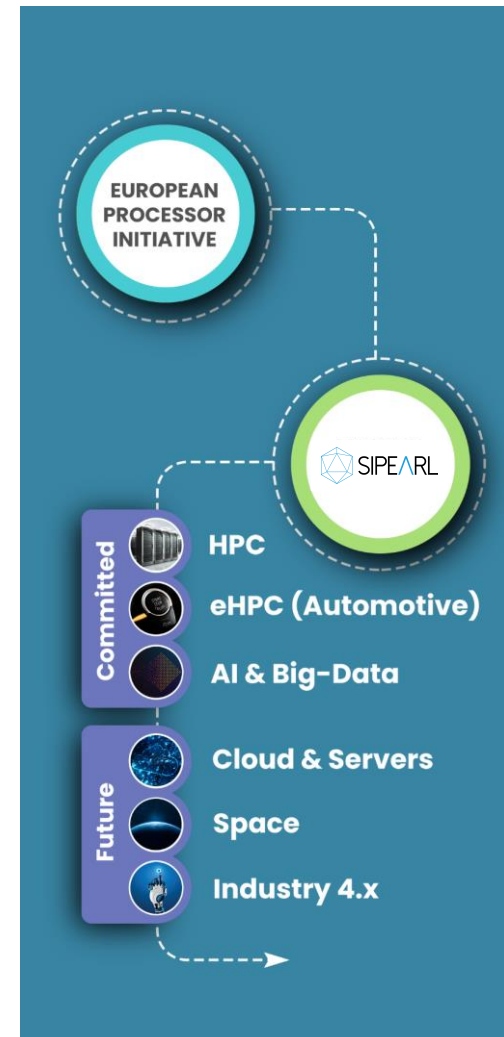 EUROPEAN
PROCESSOR
INITIATIVE
SIPEARL
Committed
HPC
eHPC (Automotive)
AI & Big-Data
Future
Cloud & Servers
Space
Industry 4.x